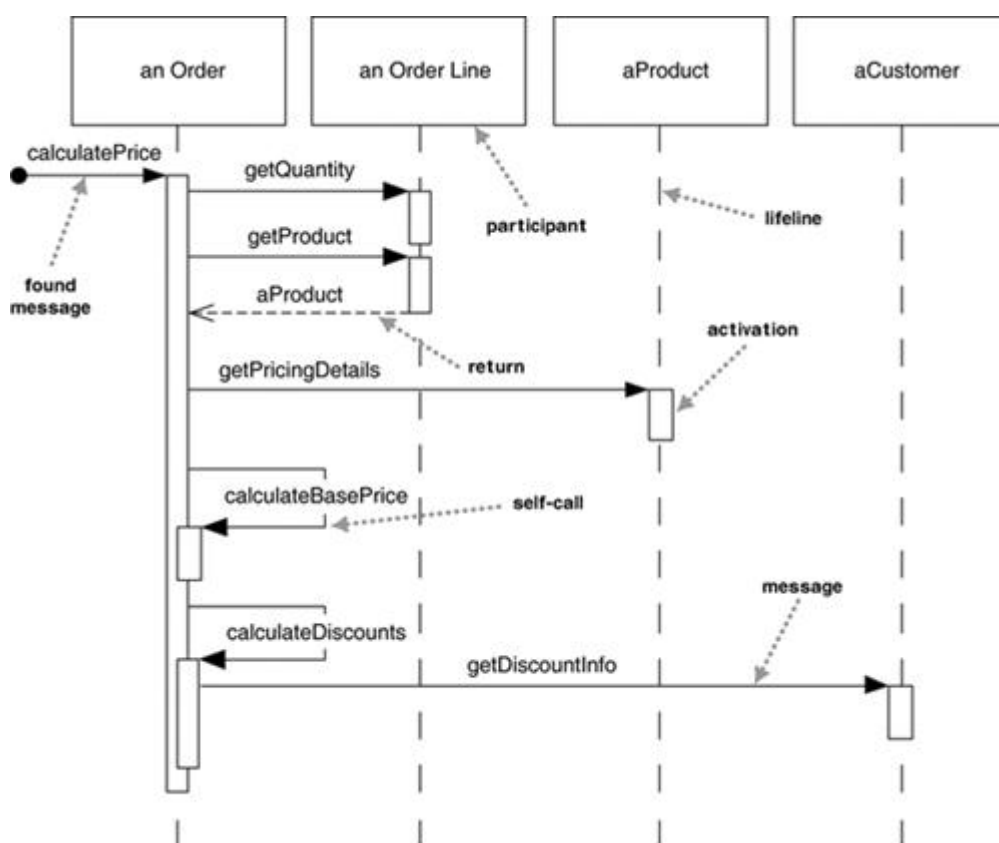 an Order
an Order Line
aProduct
aCustomer
calculatePrice
getQuantity
participant
lifeline
getProduct
found
message
aProduct
activation
return
getPricingDetails
calculateBasePrice
self-call
message
calculateDiscounts
getDiscountInfo